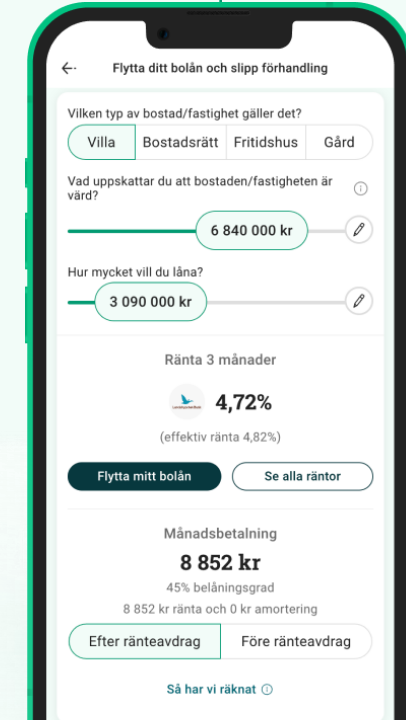 Flytta ditt bolån och slipp förhandling
Vilken typ av bostad/fastighet gäller det?
Villa
Bostadsrätt
Fritidshus
Gård
Vad uppskattar du att bostaden/fastigheten är
värd?
6 840 000 kr
Hur mycket vill du låna?
3 090 000 kr
Ränta 3 månader
4,72%
(effektiv ränta 4,82%)
Flytta mitt bolån
Se alla räntor
Månadsbetalning
8 852 kr
45% belåningsgrad
8 852 kr ränta och 0 kr amortering
Efter ränteavdrag
Före ränteavdrag
Så har vi räknat